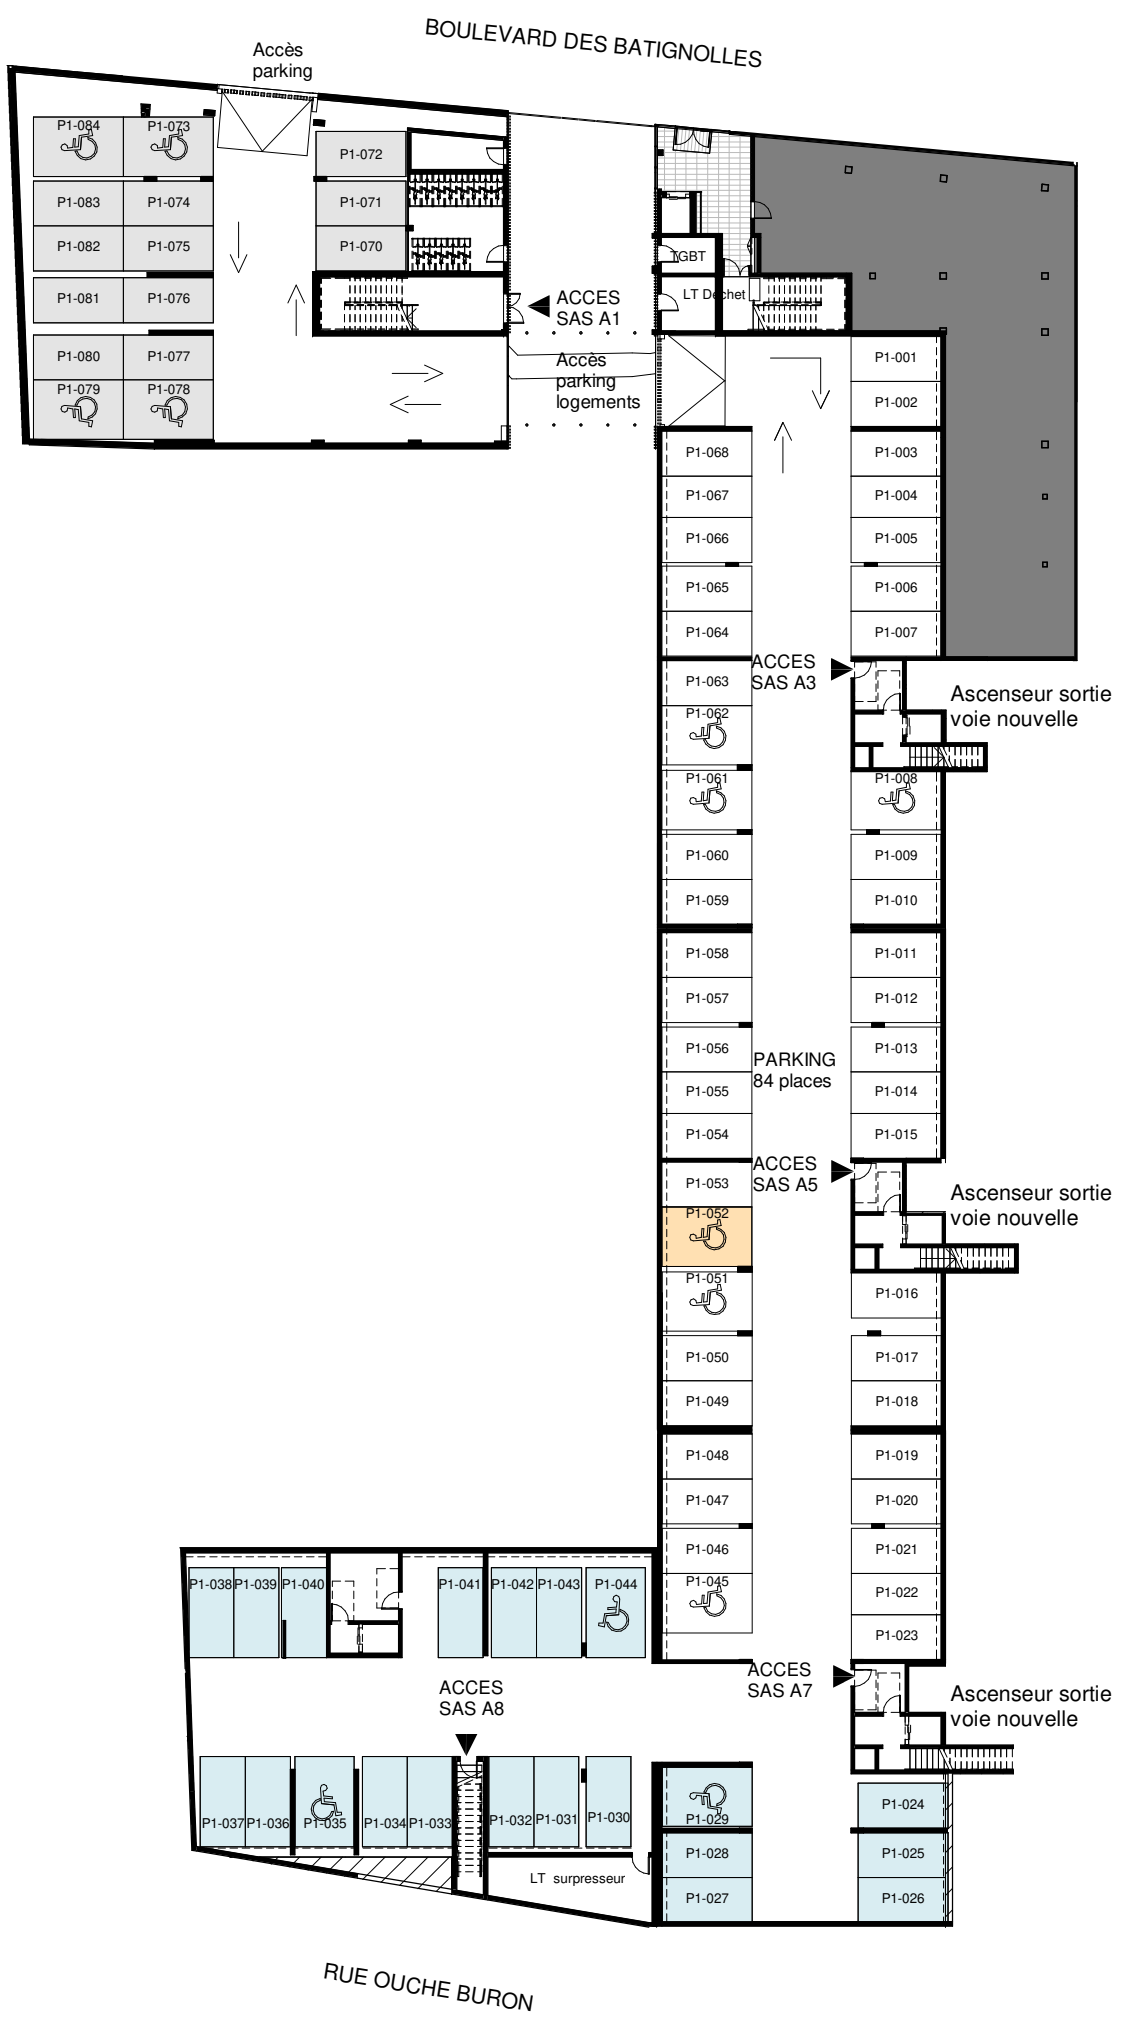 BOULEVARD DES BATIGNOLLES
Accès
parking
P1-084
P1-073
P1-072
P1-083
P1-074
P1-071
P1-082
P1-075
P1-070
TGBT
P1-081
P1-076
ACCES
SAS A1
LT Déchet
P1-080
P1-077
P1-079
P1-078
Accès
parking
logements
P1-001
P1-002
P1-068
P1-003
P1-067
P1-004
P1-066
P1-005
P1-065
P1-006
P1-064
P1-007
ACCES
SAS A3
P1-063
P1-062
Ascenseur sortie
voie nouvelle
P1-061
P1-008
P1-060
P1-009
P1-059
P1-010
P1-058
P1-011
P1-057
P1-012
P1-056
P1-013
PARKING
84 places
P1-055
P1-014
P1-054
P1-015
ACCES
SAS A5
P1-053
P1-052
Ascenseur sortie
voie nouvelle
P1-051
P1-016
P1-050
P1-017
P1-049
P1-018
P1-048
P1-019
P1-047
P1-020
P1-046
P1-021
P1-045
P1-022
P1-023
P1-038
P1-039
P1-040
P1-041
P1-042
P1-043
P1-044
ACCES
SAS A7
Ascenseur sortie
voie nouvelle
ACCES
SAS A8
P1-037
P1-036
P1-035
P1-034
P1-033
P1-032
P1-031
P1-030
P1-029
P1-024
P1-028
P1-025
P1-027
P1-026
LT surpresseur
RUE OUCHE BURON